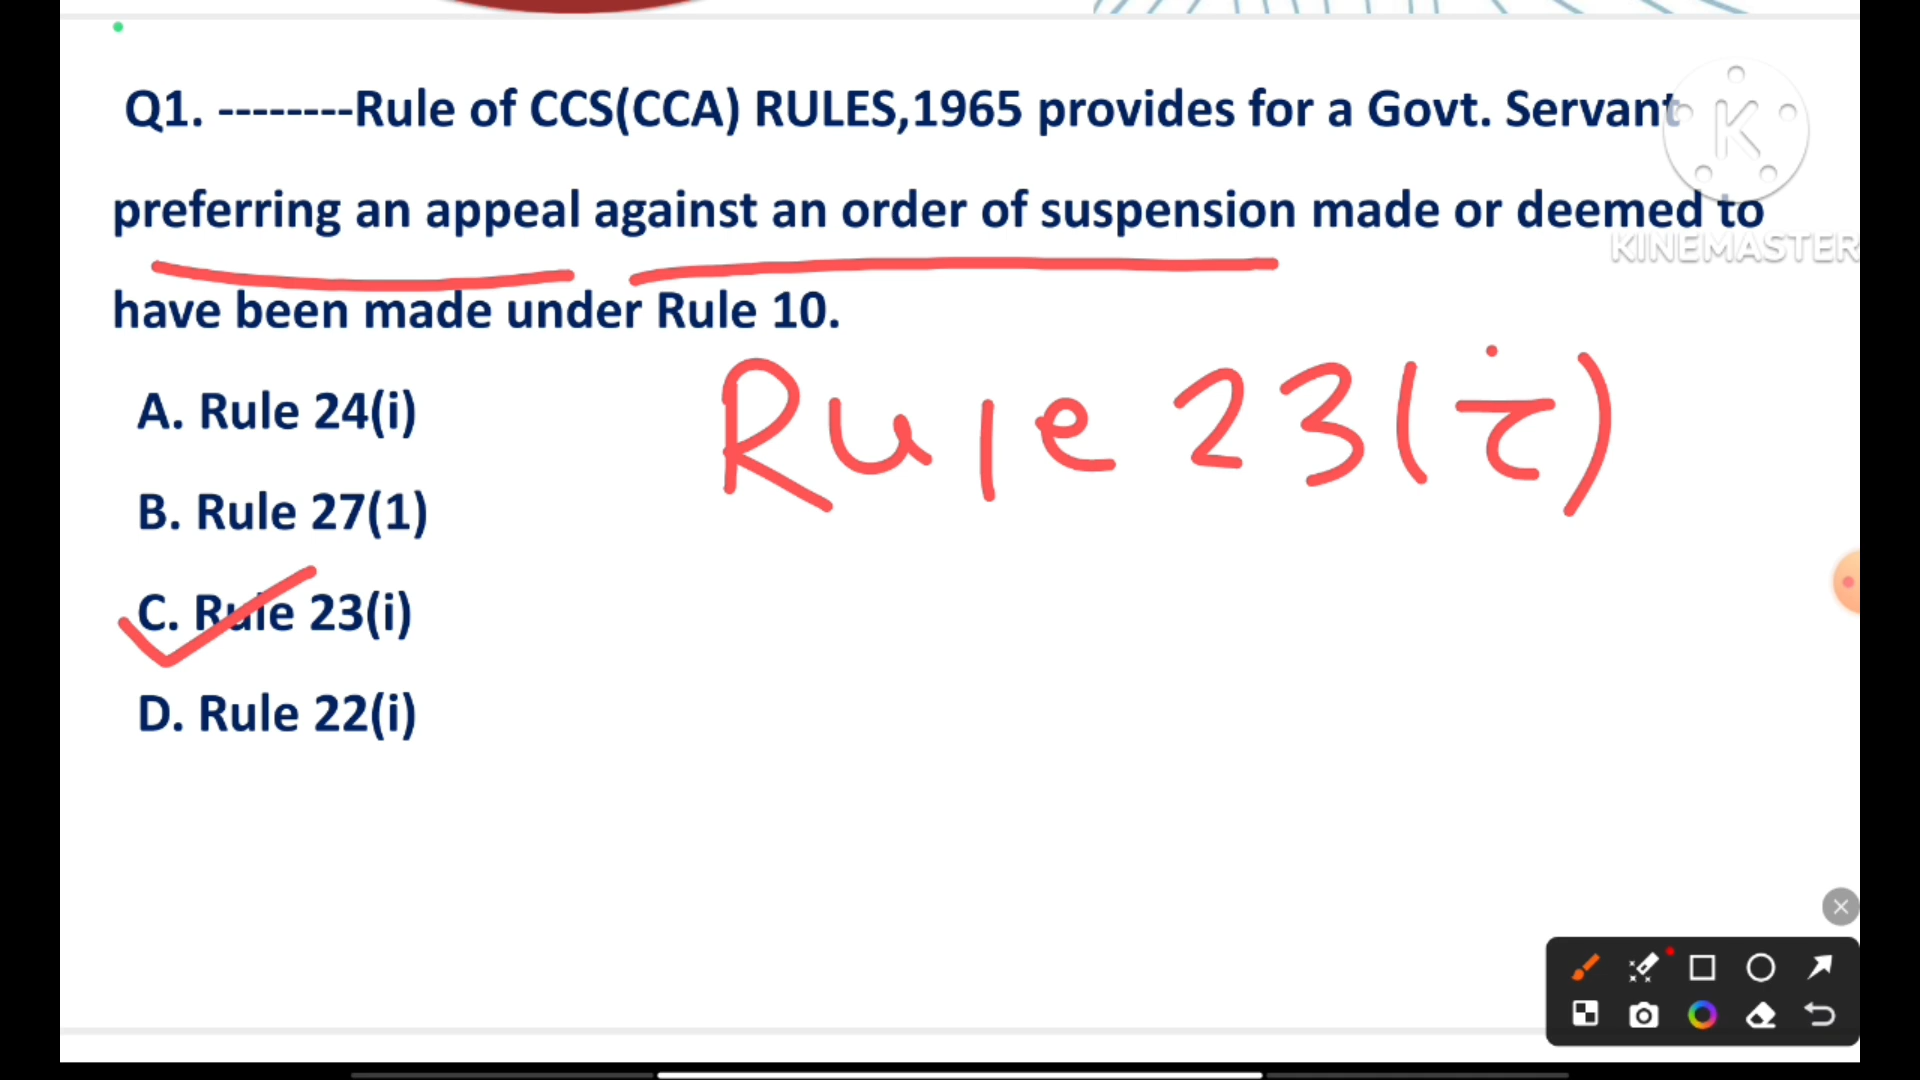 Q1. --------Rule of CCS(CCA) RULES,1965 provides for a Govt. Servant
preferring an appeal against an order of suspension made or deemed to
have been made under Rule 10.
A. Rule 24(i)
B. Rule 27(1)
C. Rule 23(i)
D. Rule 22(i)
Rule 23(i)
K
KINEMASTER